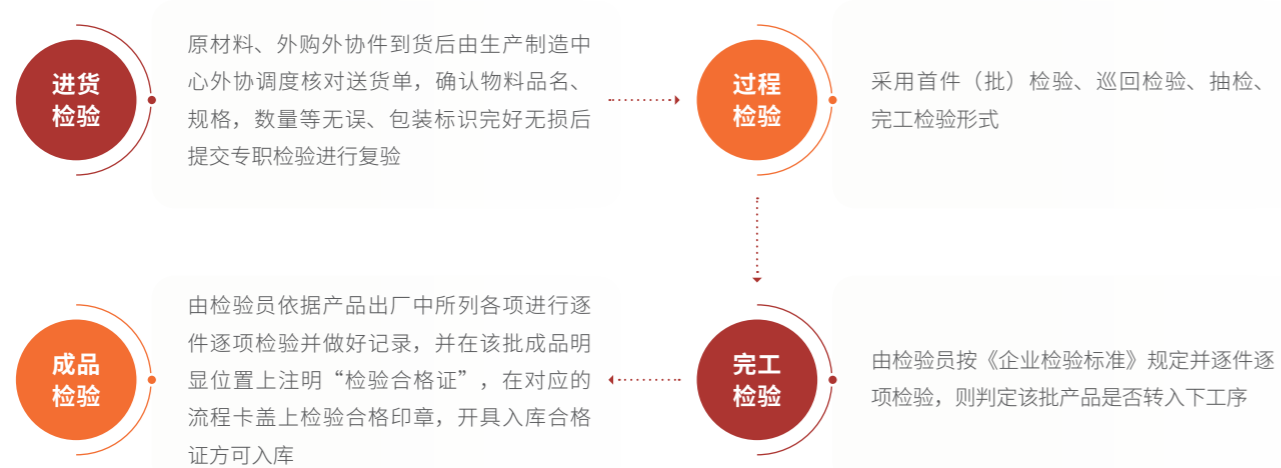 进货
检验
原材料、外购外协件到货后由生产制造中
心外协调度核对送货单，确认物料品名、
规格，数量等无误、包装标识完好无损后
提交专职检验进行复验
过程
检验
采用首件（批）检验、巡回检验、抽检、
完工检验形式
完工
检验
由检验员按《企业检验标准》规定并逐件逐
项检验，则判定该批产品是否转入下工序
成品
检验
由检验员依据产品出厂中所列各项进行逐
件逐项检验并做好记录，并在该批成品明
显位置上注明“检验合格证”，在对应的
流程卡盖上检验合格印章，开具入库合格
证方可入库